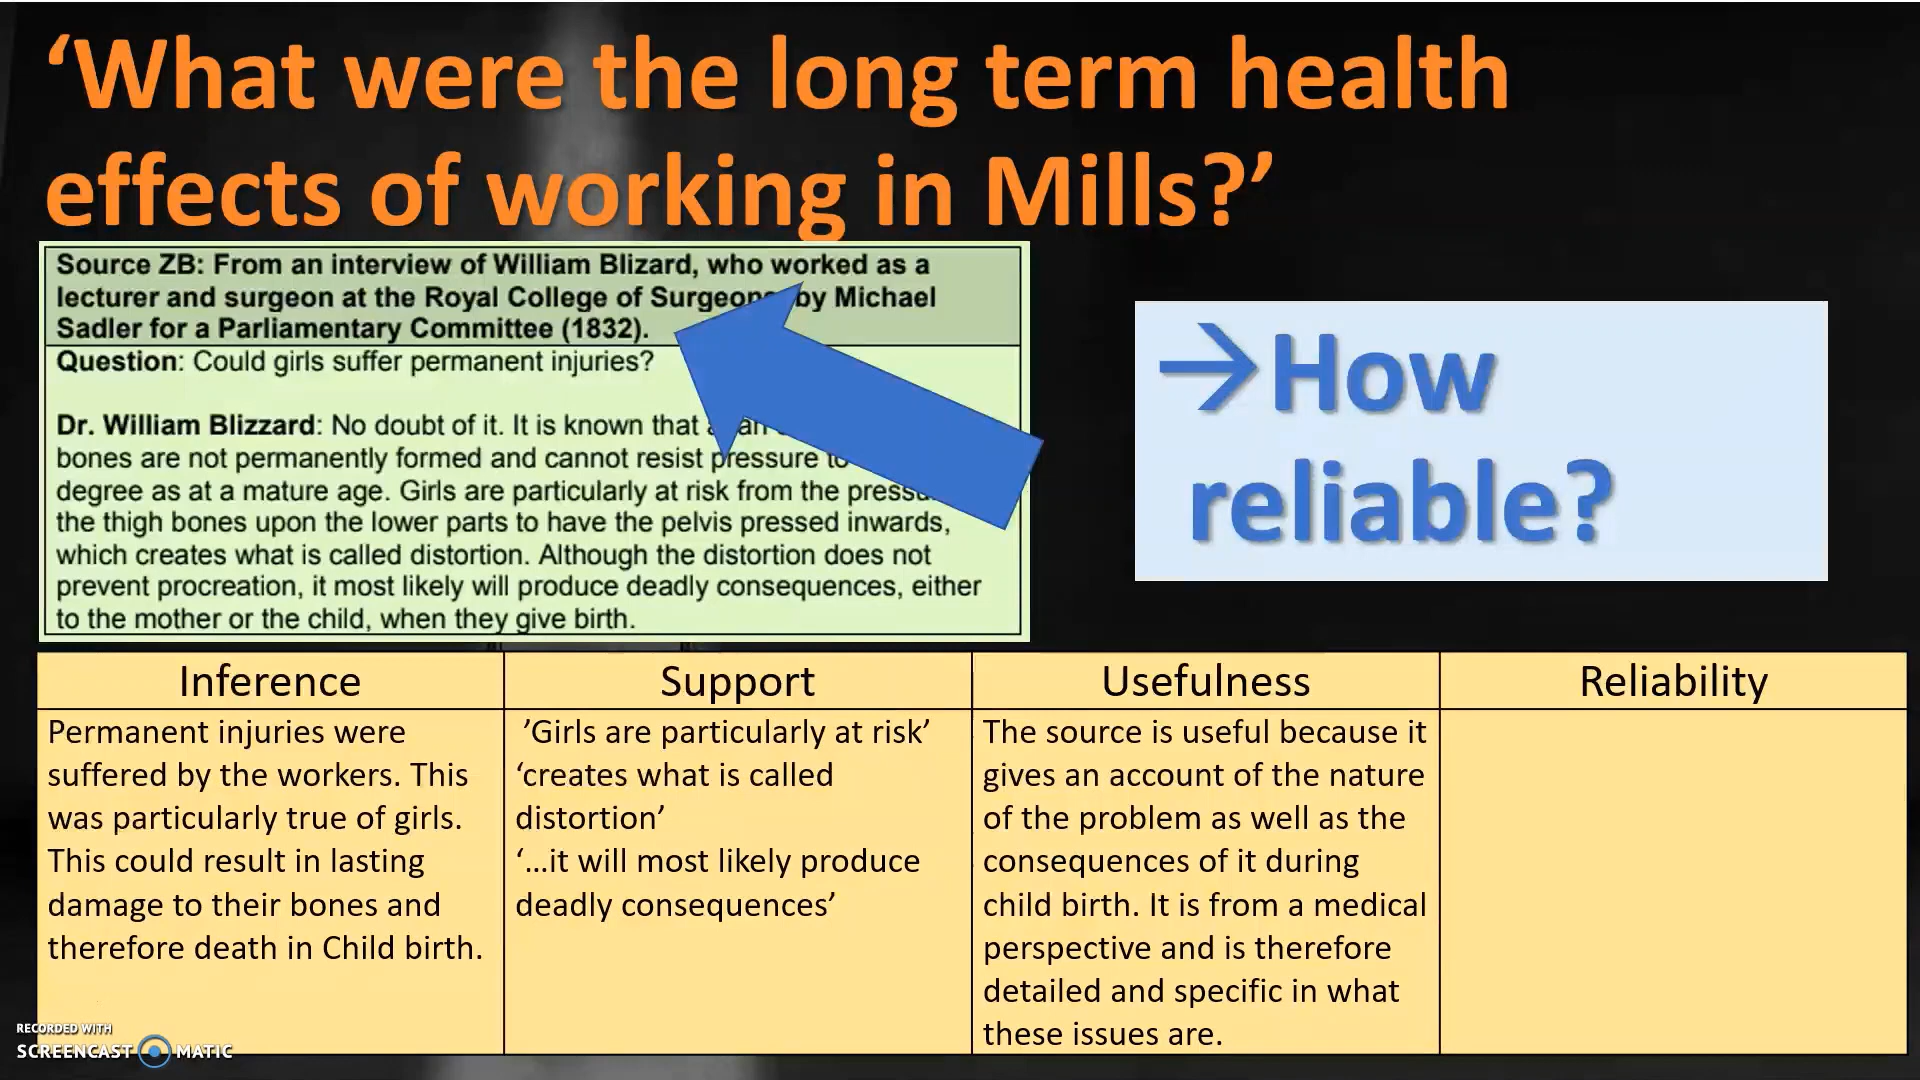 ‘What were the long term health
effects of working in Mills?’
Source ZB: From an interview of William Blizard, who worked as a
lecturer and surgeon at the Royal College of Surgeons by Michael
Sadler for a Parliamentary Committee (1832).
Question: Could girls suffer permanent injuries?
Dr. William Blizzard: No doubt of it. It is known that
bones are not permanently formed and cannot resist pressure to
degree as at a mature age. Girls are particularly at risk from the
the thigh bones upon the lower parts to have the pelvis pressed inwards,
which creates what is called distortion. Although the distortion does not
prevent procreation, it most likely will produce deadly consequences, either
to the mother or the child, when they give birth.
→How
reliable?
Inference
Support
Usefulness
Reliability
Permanent injuries were
suffered by the workers. This
was particularly true of girls.
This could result in lasting
damage to their bones and
therefore death in Child birth.
’Girls are particularly at risk’
‘creates what is called
distortion’
‘…it will most likely produce
deadly consequences’
The source is useful because it
gives an account of the nature
of the problem as well as the
consequences of it during
child birth. It is from a medical
perspective and is therefore
detailed and specific in what
these issues are.
RECORDED WITH
SCREENCAST MATIC